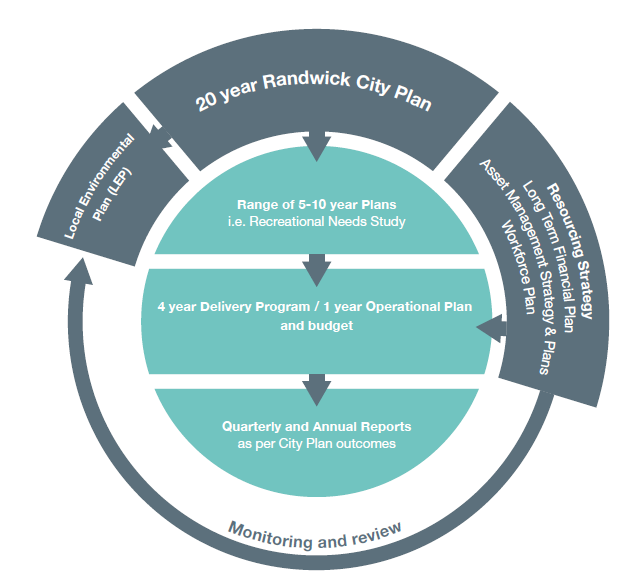 20 year Randwick City Plan
Local Environmental
Plan (LEP)
Resourcing Strategy
Long Term Financial Plan
Asset Management Strategy & Plans
Workforce Plan
Range of 5-10 year Plans
i.e. Recreational Needs Study
4 year Delivery Program / 1 year Operational Plan
and budget
Quarterly and Annual Reports
as per City Plan outcomes
Monitoring and review